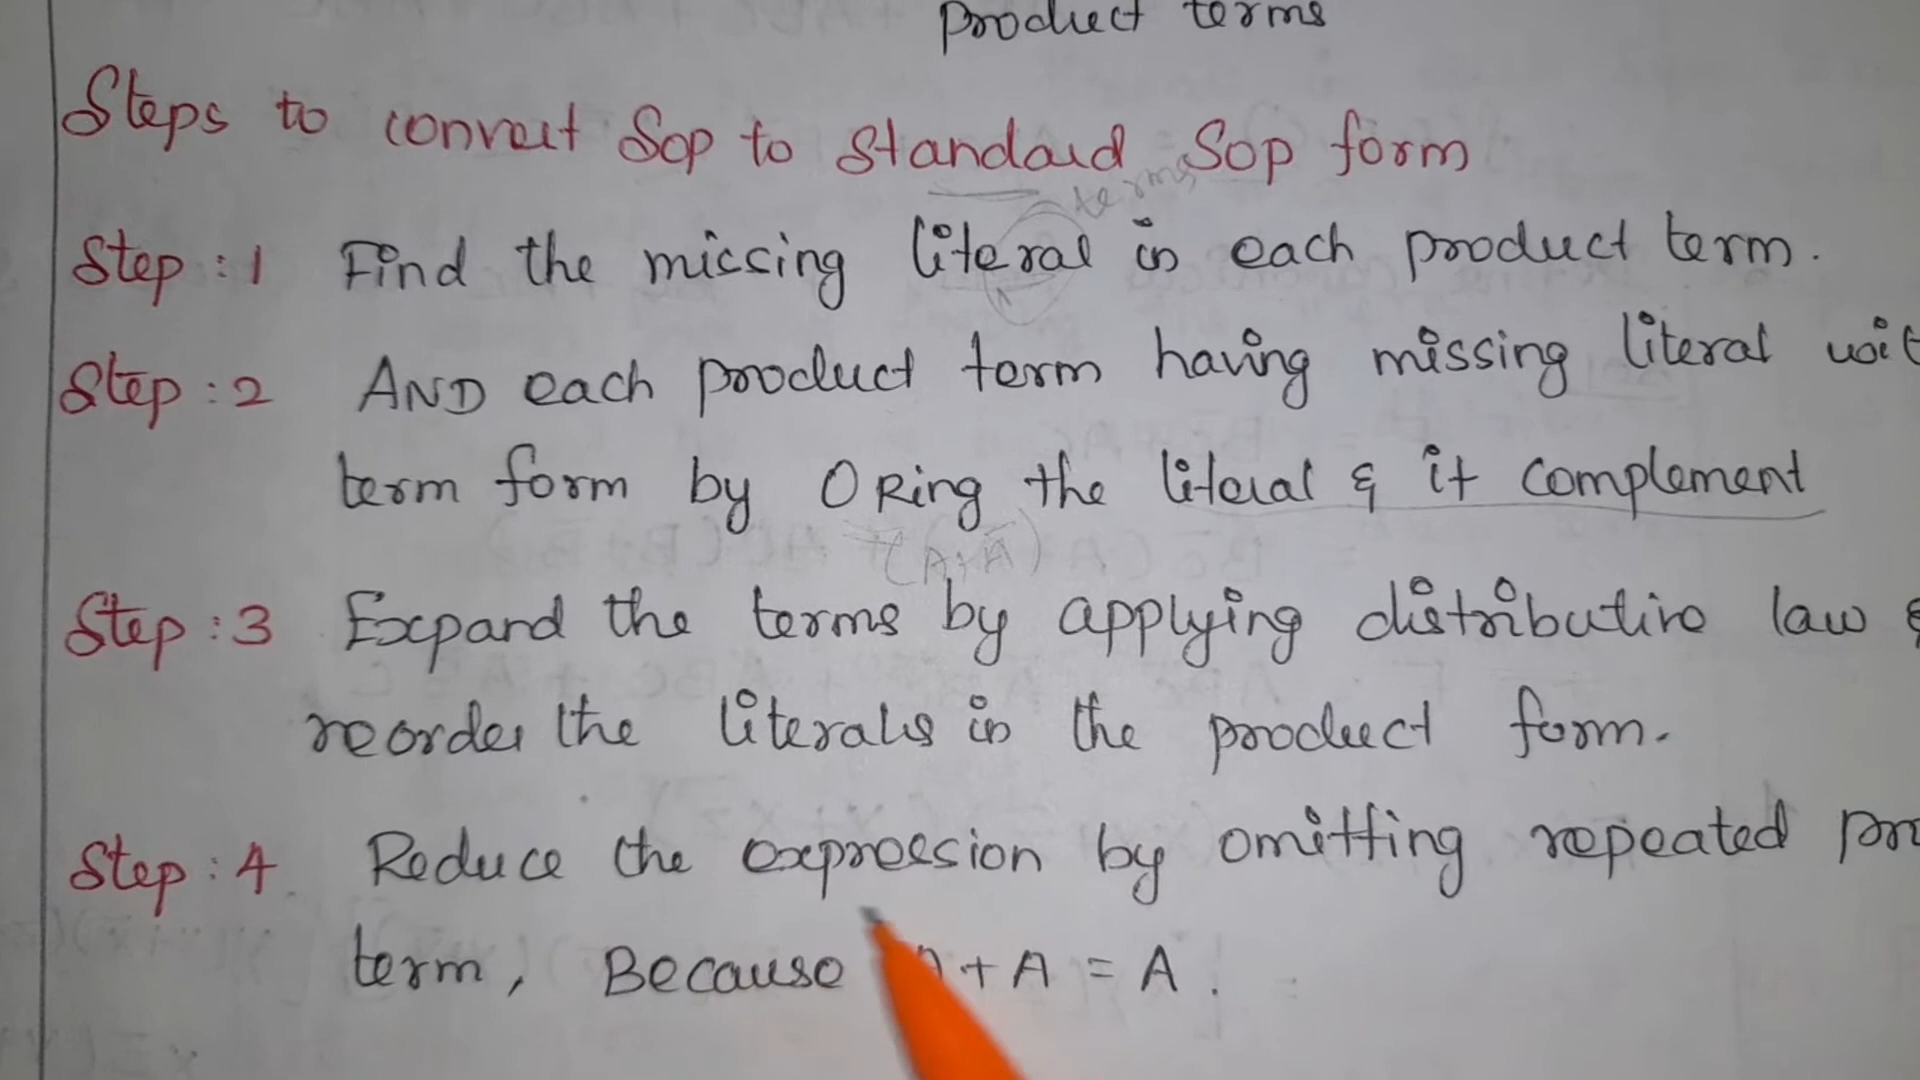 product terms
Steps to convert Sop to Standard Sop form
terms
Step:1 Find the missing literal in each product term.
Step:2 AND each product term having missing literal
term form by ORing the literal & it complement
(A+A̅)
Step:3 Expand the terms by applying distributive law &
reorder the literals in the product form.
Step:4 Reduce the expression by omitting repeated
term, Because A+A = A.